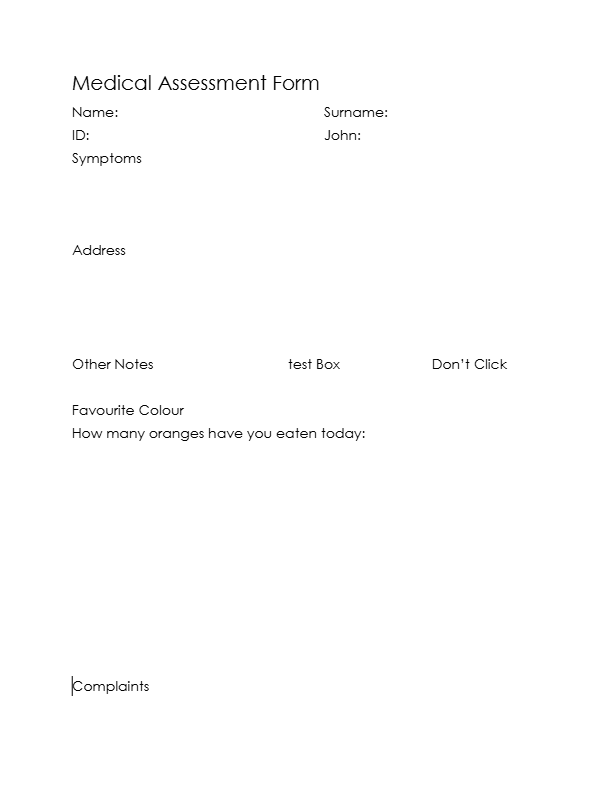 Medical Assessment Form
Name: Surname:
ID: John:
Symptoms
Address
Other Notes test Box Don’t Click
Favourite Colour
How many oranges have you eaten today:
Complaints